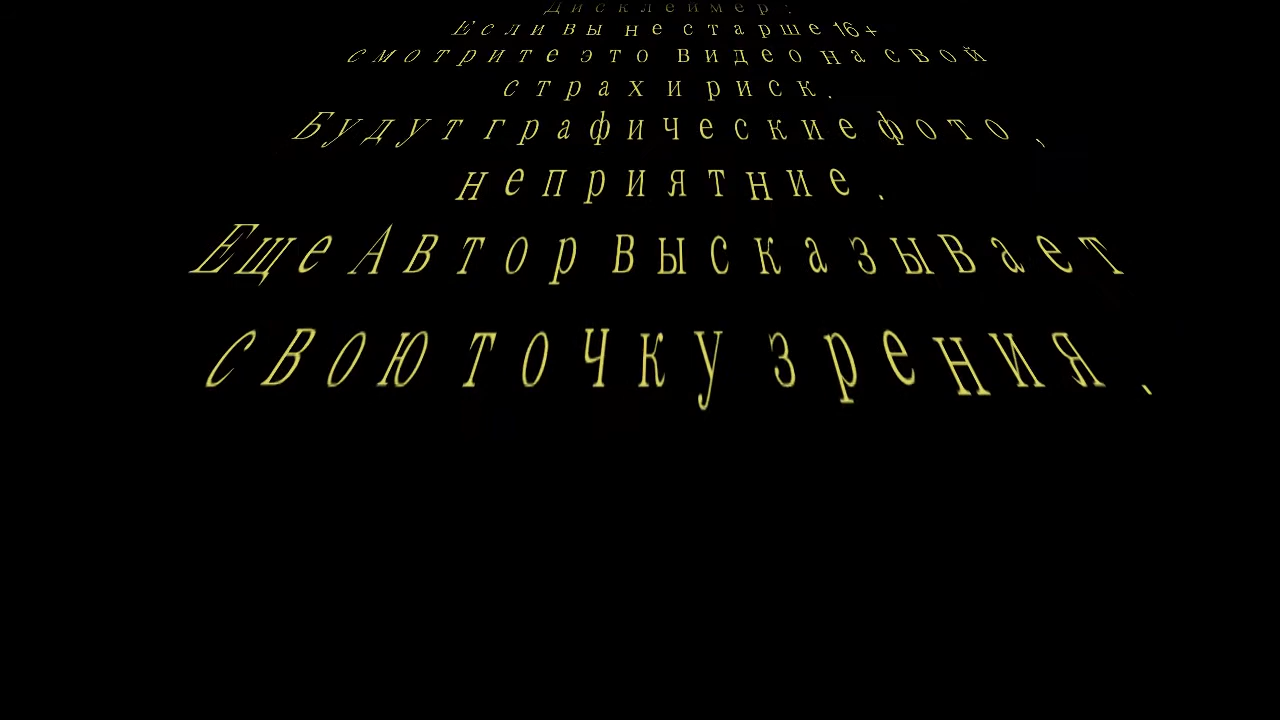 Дисклеймер :
Если вы не старше 16+
смотрите это видео на свой
страх и риск.
Будут графические фото ,
неприятние .
Еще Автор высказывает
свою точку зрения .